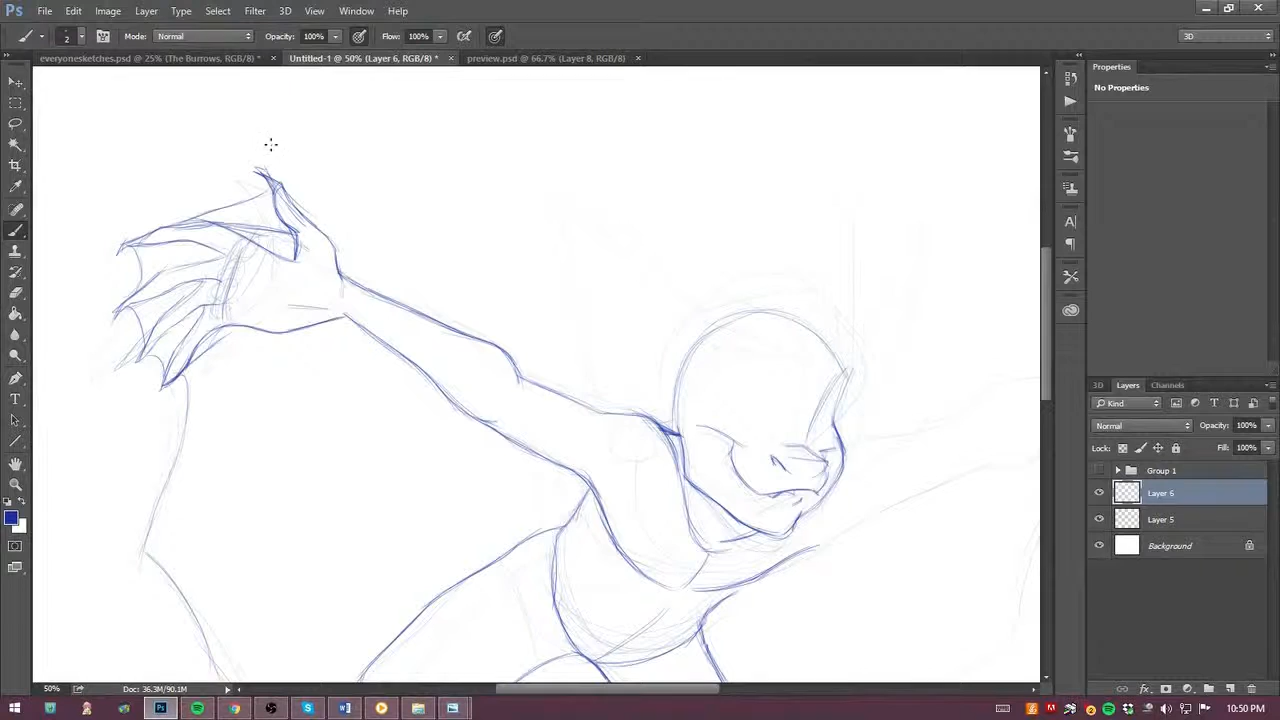 Ps File Edit Image Layer Type Select Filter 3D View Window Help
2 Mode: Normal Opacity: 100% Flow: 100% 3D
everyonesketches.psd @ 25% (The Burrows, RGB/8) * × Untitled-1 @ 50% (Layer 6, RGB/8) * × preview.psd @ 66.7% (Layer 8, RGB/8) ×
Properties
No Properties
3D Layers Channels
Kind
Normal Opacity: 100%
Lock: Fill: 100%
Group 1
Layer 6
Layer 5
Background
50% Doc: 36.3M/90.1M
10:50 PM